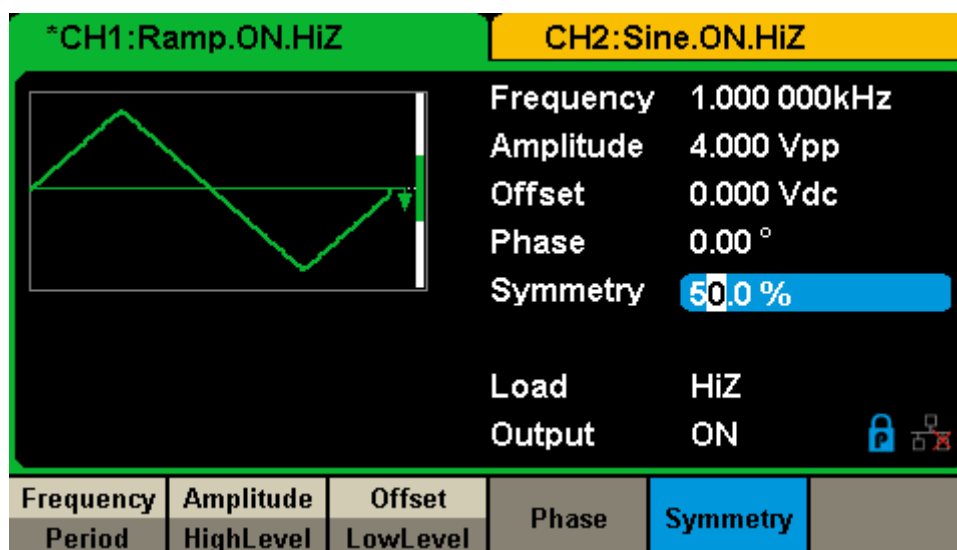 *CH1:Ramp.ON.HiZ CH2:Sine.ON.HiZ
Frequency 1.000 000kHz
Amplitude 4.000 Vpp
Offset 0.000 Vdc
Phase 0.00 °
Symmetry 50.0 %
Load HiZ
Output ON P
Frequency Amplitude Offset Phase Symmetry
Period HighLevel LowLevel